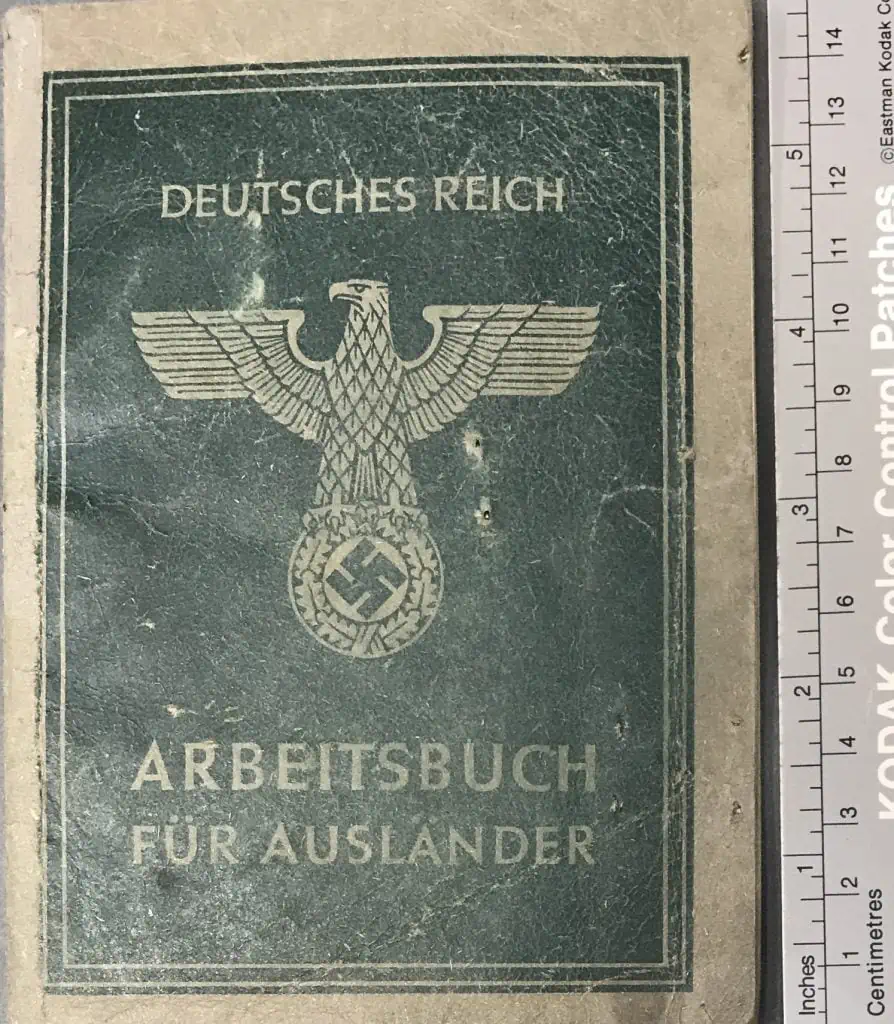 DEUTSCHES REICH
ARBEITSBUCH
FÜR AUSLÄNDER
Inches 1 2 3 4 5
1 2 3 4 5 6 7 8 9 10 11 12 13 14
Centimetres
KODAK Color Control Patches
©Eastman Kodak